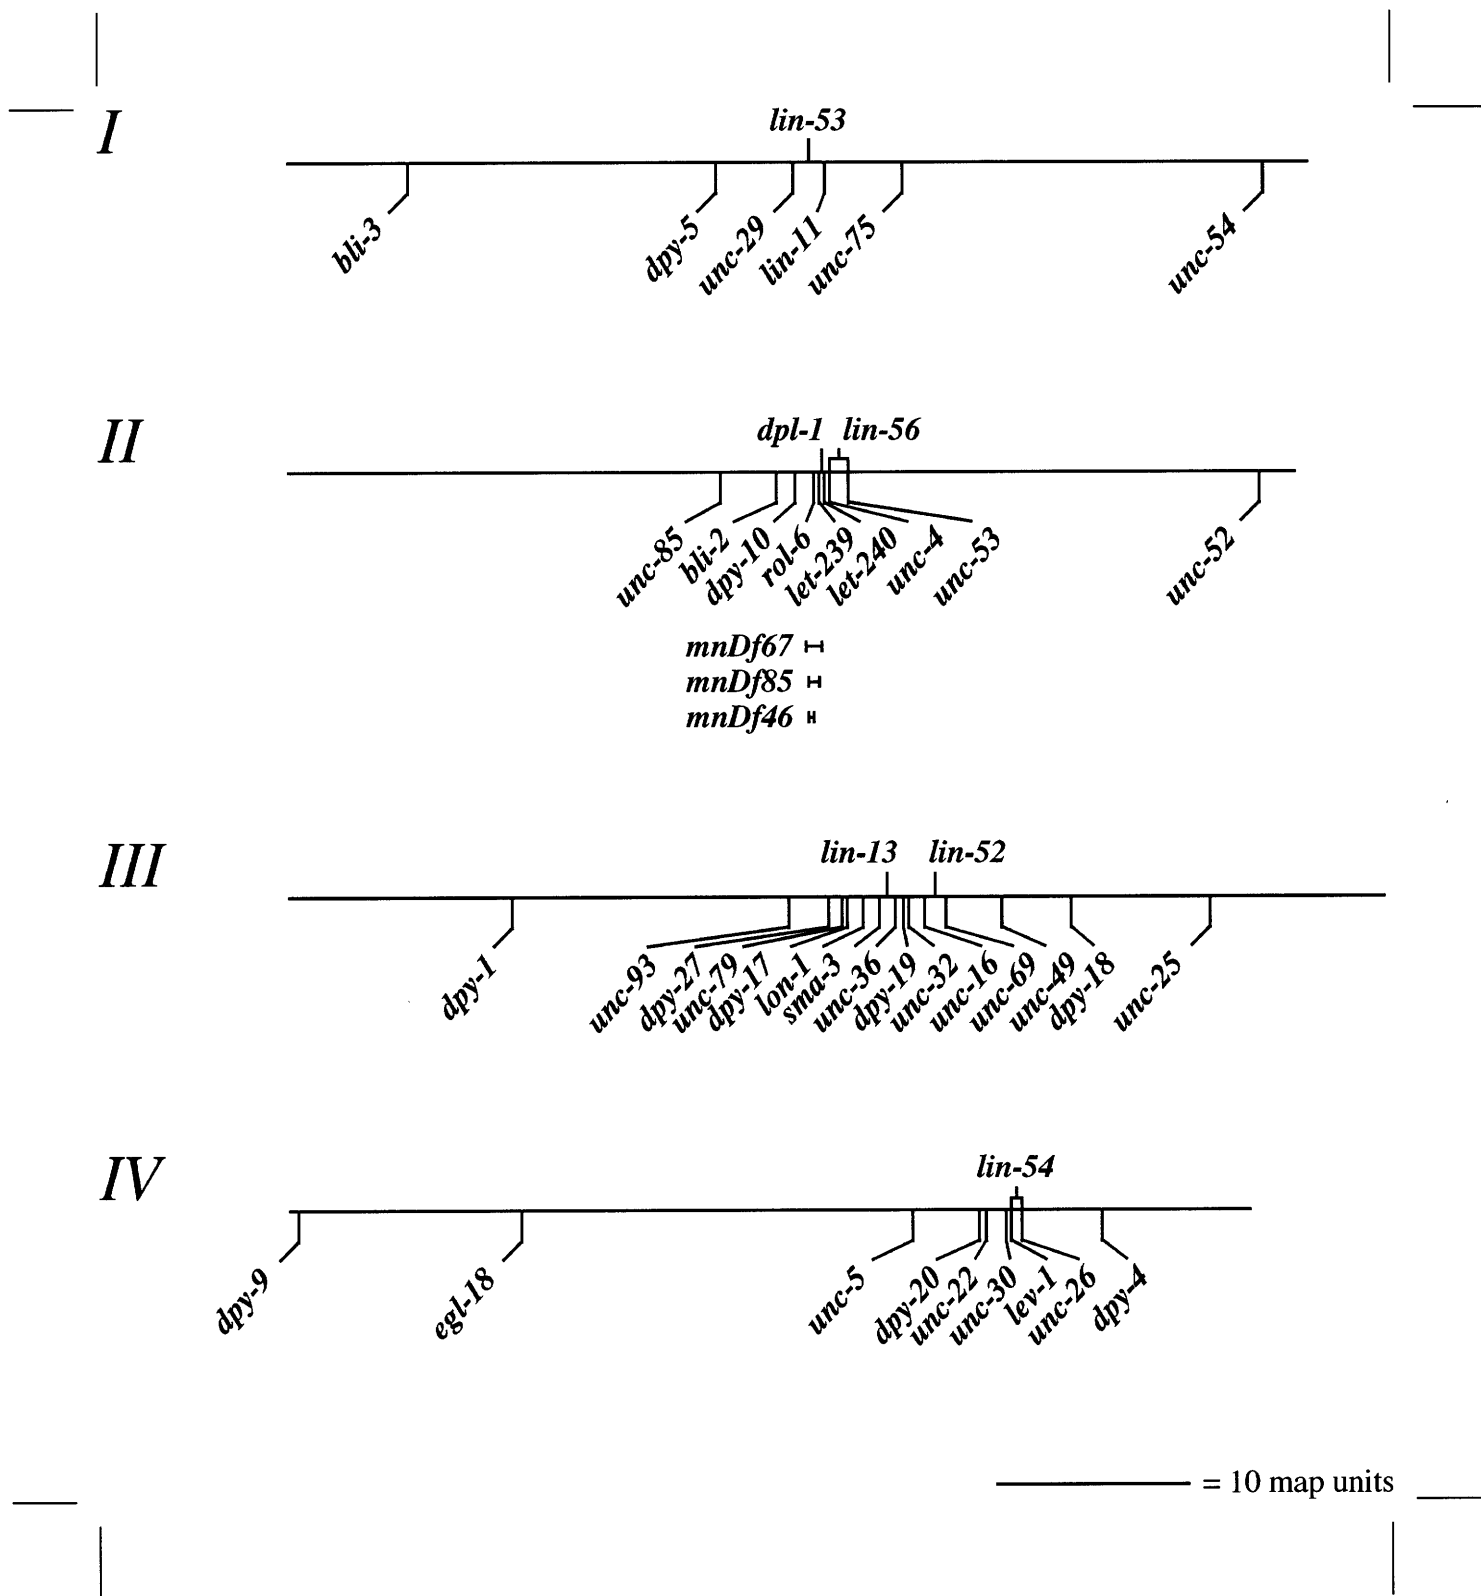 I
lin-53
bli-3
dpy-5
unc-29
lin-11
unc-75
unc-54
II
dpl-1 lin-56
unc-85
bli-2
dpy-10
rol-6
let-239
let-240
unc-4
unc-53
unc-52
mnDf67
mnDf85
mnDf46
III
lin-13 lin-52
dpy-1
unc-93
dpy-27
unc-79
dpy-17
lon-1
sma-3
unc-36
dpy-19
unc-32
unc-16
unc-69
unc-49
dpy-18
unc-25
IV
lin-54
dpy-9
egl-18
unc-5
dpy-20
unc-22
unc-30
lev-1
unc-26
dpy-4
= 10 map units